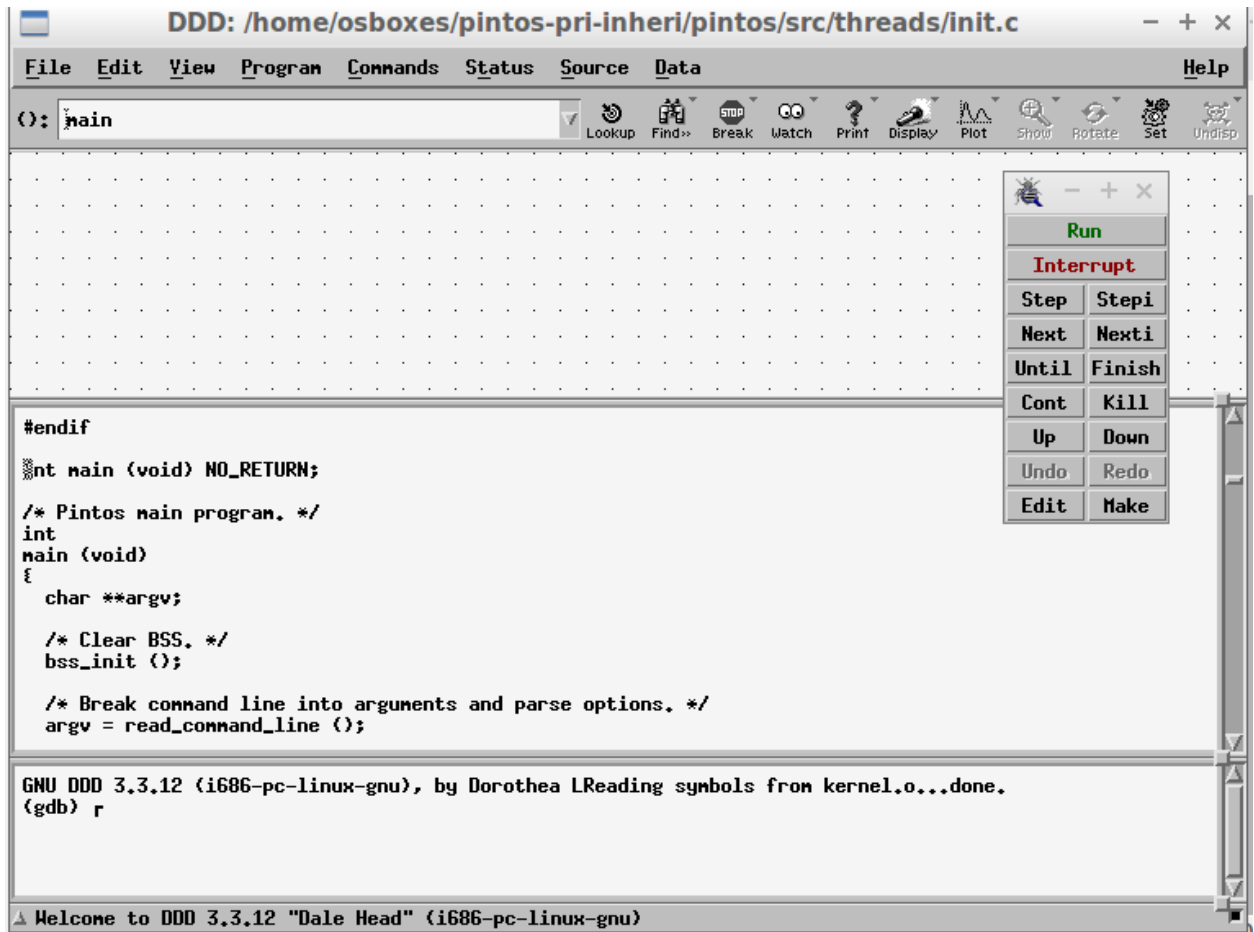 DDD: /home/osboxes/pintos-pri-inheri/pintos/src/threads/init.c
File Edit View Program Commands Status Source Data Help
(): main
Lookup Find» Break Watch Print Display Plot Show Rotate Set Undisp
Run
Interrupt
Step Stepi
Next Nexti
Until Finish
Cont Kill
Up Down
Undo Redo
Edit Make
#endif
int main (void) NO_RETURN;
/* Pintos main program. */
int
main (void)
{
char **argv;
/* Clear BSS. */
bss_init ();
/* Break command line into arguments and parse options. */
argv = read_command_line ();
GNU DDD 3.3.12 (i686-pc-linux-gnu), by Dorothea LReading symbols from kernel.o...done.
(gdb)
Welcome to DDD 3.3.12 "Dale Head" (i686-pc-linux-gnu)